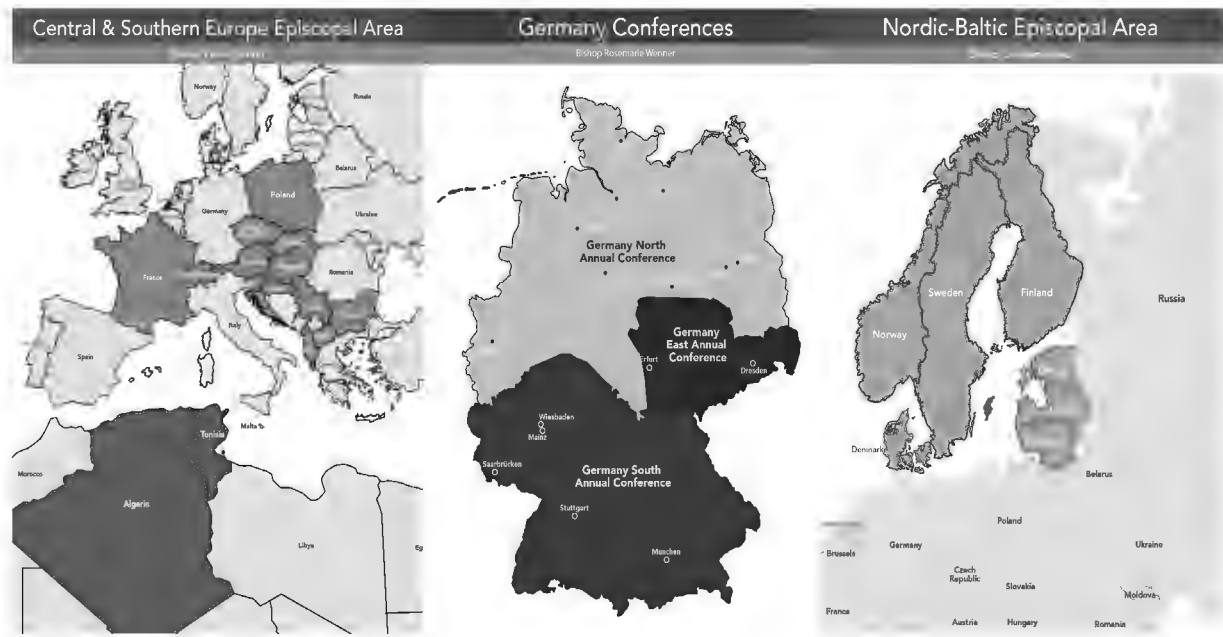 Central & Southern Europe Episcopal Area
Norway
Russia
Belarus
Poland
Germany
Ukraine
France
Romania
Italy
Spain
Malta
Tunisia
Morocco
Algeria
Libya
Eg
Germany Conferences
Bishop Rosemarie Wenner
Germany North
Annual Conference
Germany
East Annual
Conference
Erfort
Dresden
Wiesbaden
Mainz
Saarbrücken
Germany South
Annual Conference
Stuttgart
Munchen
Nordic-Baltic Episcopal Area
Russia
Sweden
Finland
Norway
Denmark
Belarus
Poland
Germany
Ukraine
Brussels
Czech
Republic
Slovakia
Moldova
France
Austria
Hungary
Romania